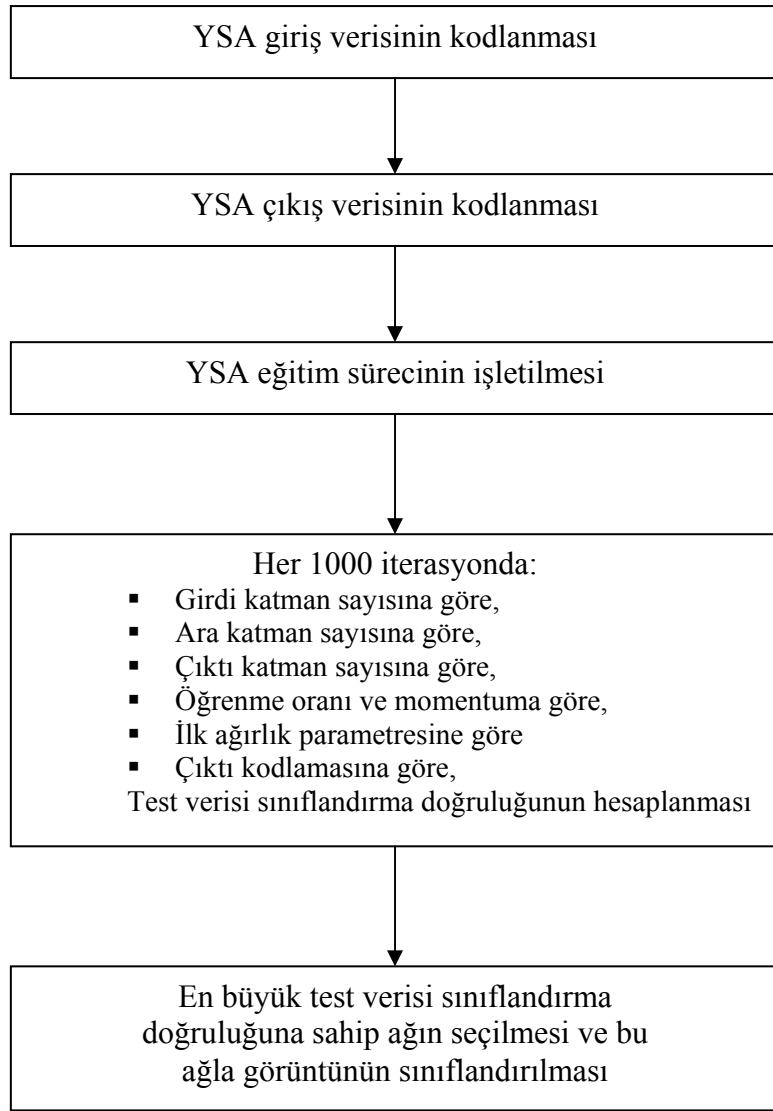 YSA giriş verisinin kodlanması
YSA çıkış verisinin kodlanması
YSA eğitim sürecinin işletilmesi
Her 1000 iterasyonda:
▪ Girdi katman sayısına göre,
▪ Ara katman sayısına göre,
▪ Çıktı katman sayısına göre,
▪ Öğrenme oranı ve momentuma göre,
▪ İlk ağırlık parametresine göre
▪ Çıktı kodlamasına göre,
Test verisi sınıflandırma doğruluğunun hesaplanması
En büyük test verisi sınıflandırma
doğruluğuna sahip ağın seçilmesi ve bu
ağla görüntünün sınıflandırılması